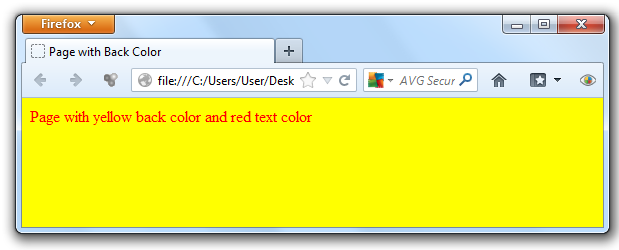 Firefox
Page with Back Color
file:///C:/Users/User/Desk
AVG Secur
Page with yellow back color and red text color